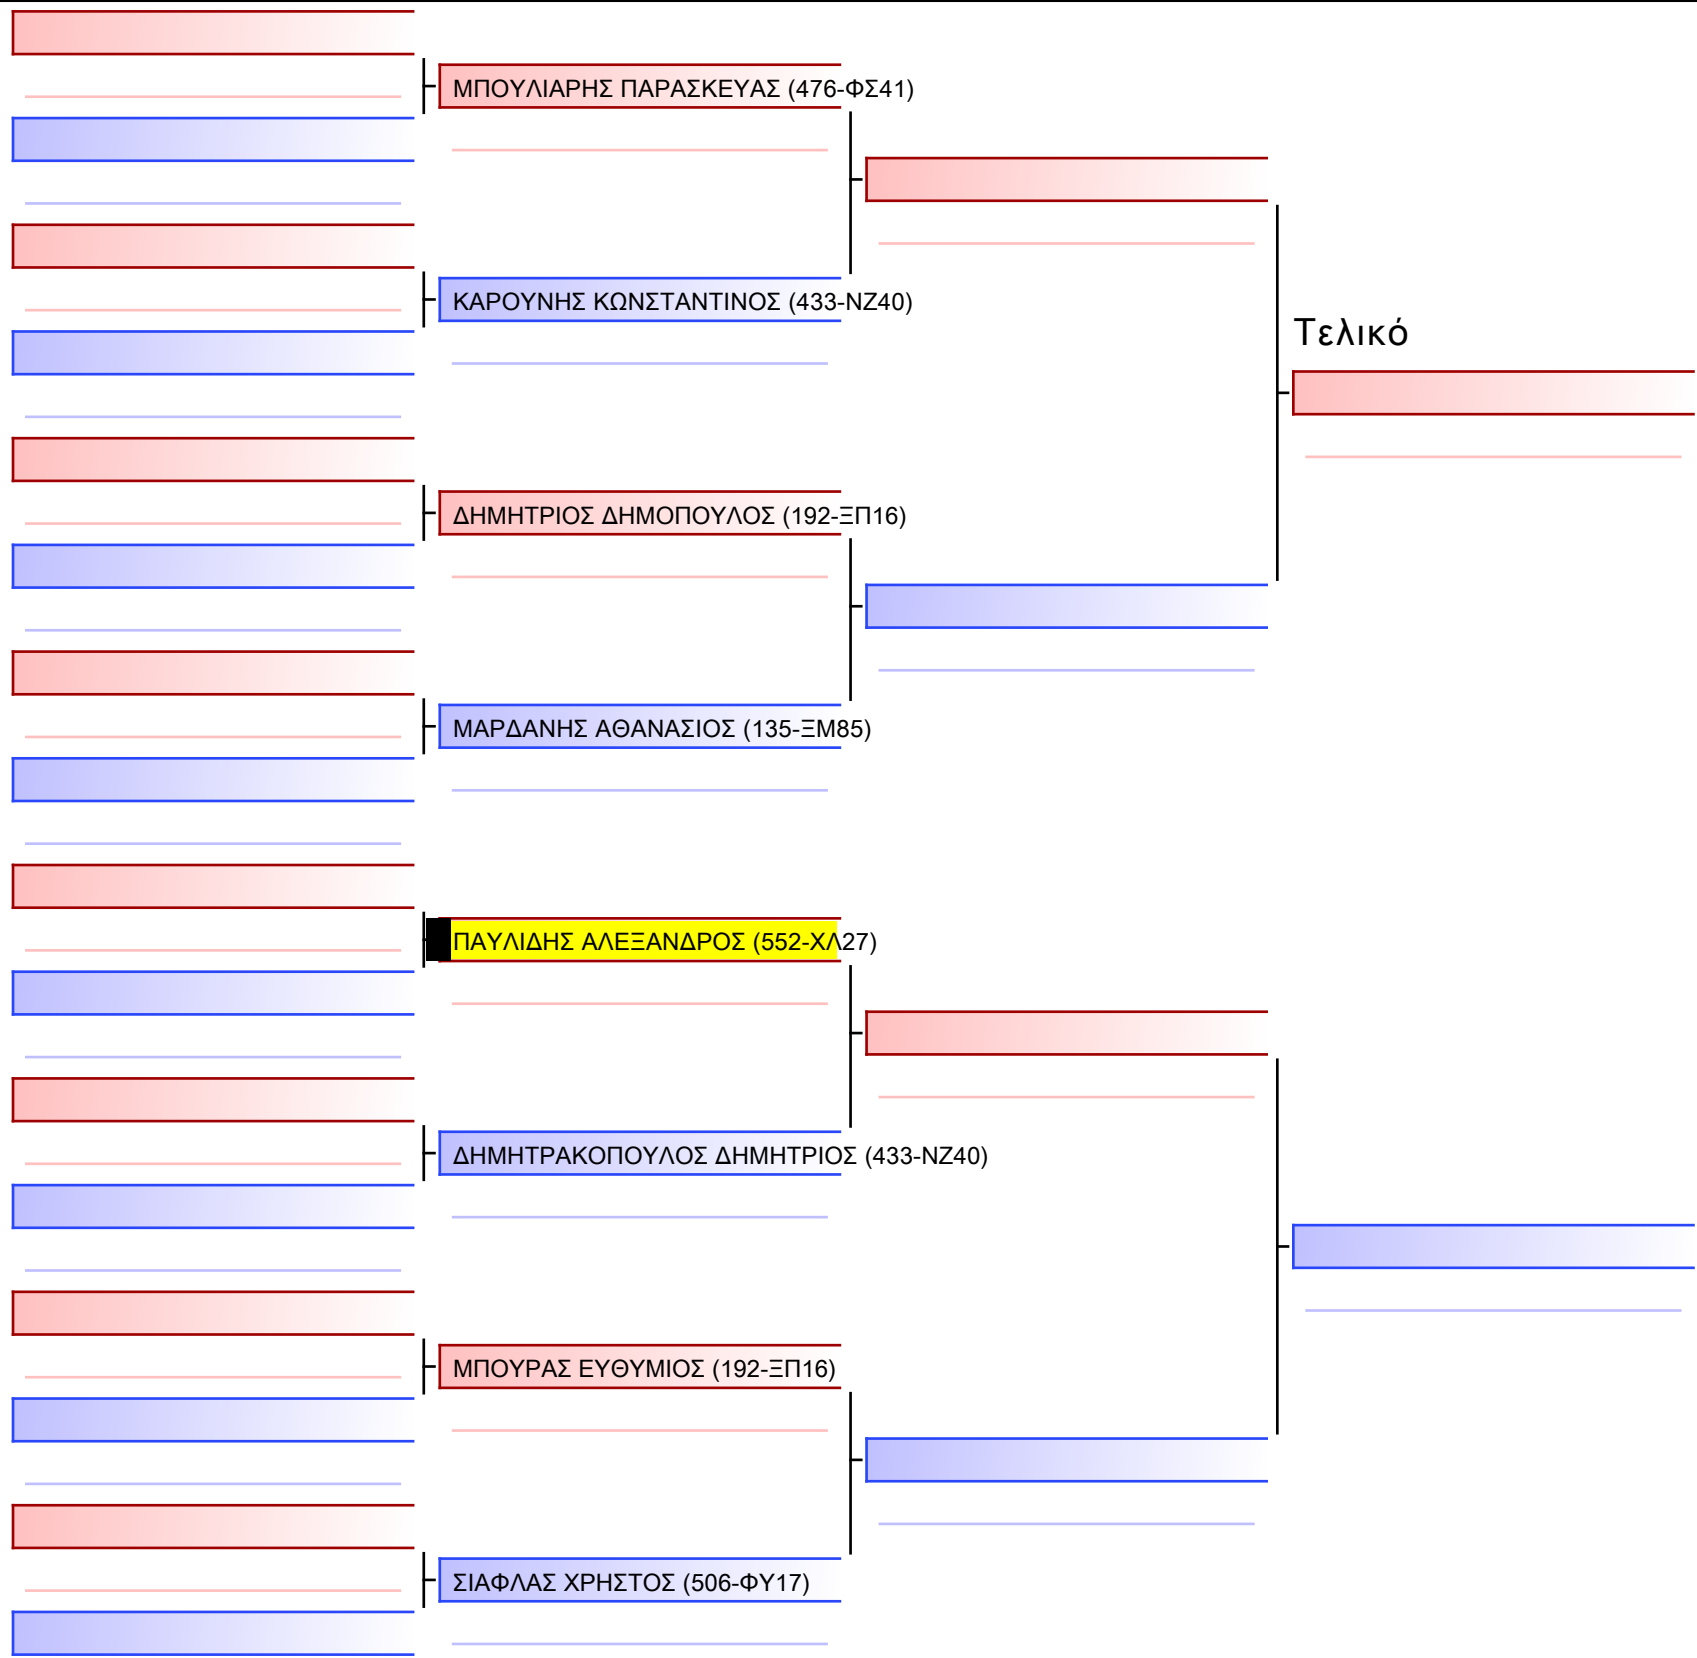 ΜΠΟΥΛΙΑΡΗΣ ΠΑΡΑΣΚΕΥΑΣ (476-ΦΣ41)
ΚΑΡΟΥΝΗΣ ΚΩΝΣΤΑΝΤΙΝΟΣ (433-ΝΖ40)
Τελικό
ΔΗΜΗΤΡΙΟΣ ΔΗΜΟΠΟΥΛΟΣ (192-ΞΠ16)
ΜΑΡΔΑΝΗΣ ΑΘΑΝΑΣΙΟΣ (135-ΞΜ85)
ΠΑΥΛΙΔΗΣ ΑΛΕΞΑΝΔΡΟΣ (552-ΧΛ27)
ΔΗΜΗΤΡΑΚΟΠΟΥΛΟΣ ΔΗΜΗΤΡΙΟΣ (433-ΝΖ40)
ΜΠΟΥΡΑΣ ΕΥΘΥΜΙΟΣ (192-ΞΠ16)
ΣΙΑΦΛΑΣ ΧΡΗΣΤΟΣ (506-ΦΥ17)